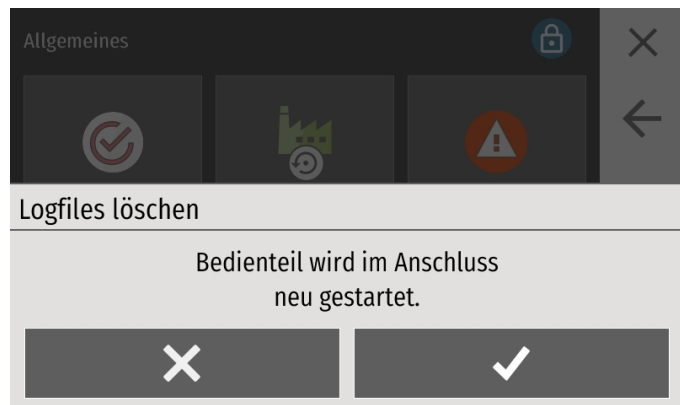 Allgemeines
Logfiles löschen
Bedienteil wird im Anschluss
neu gestartet.